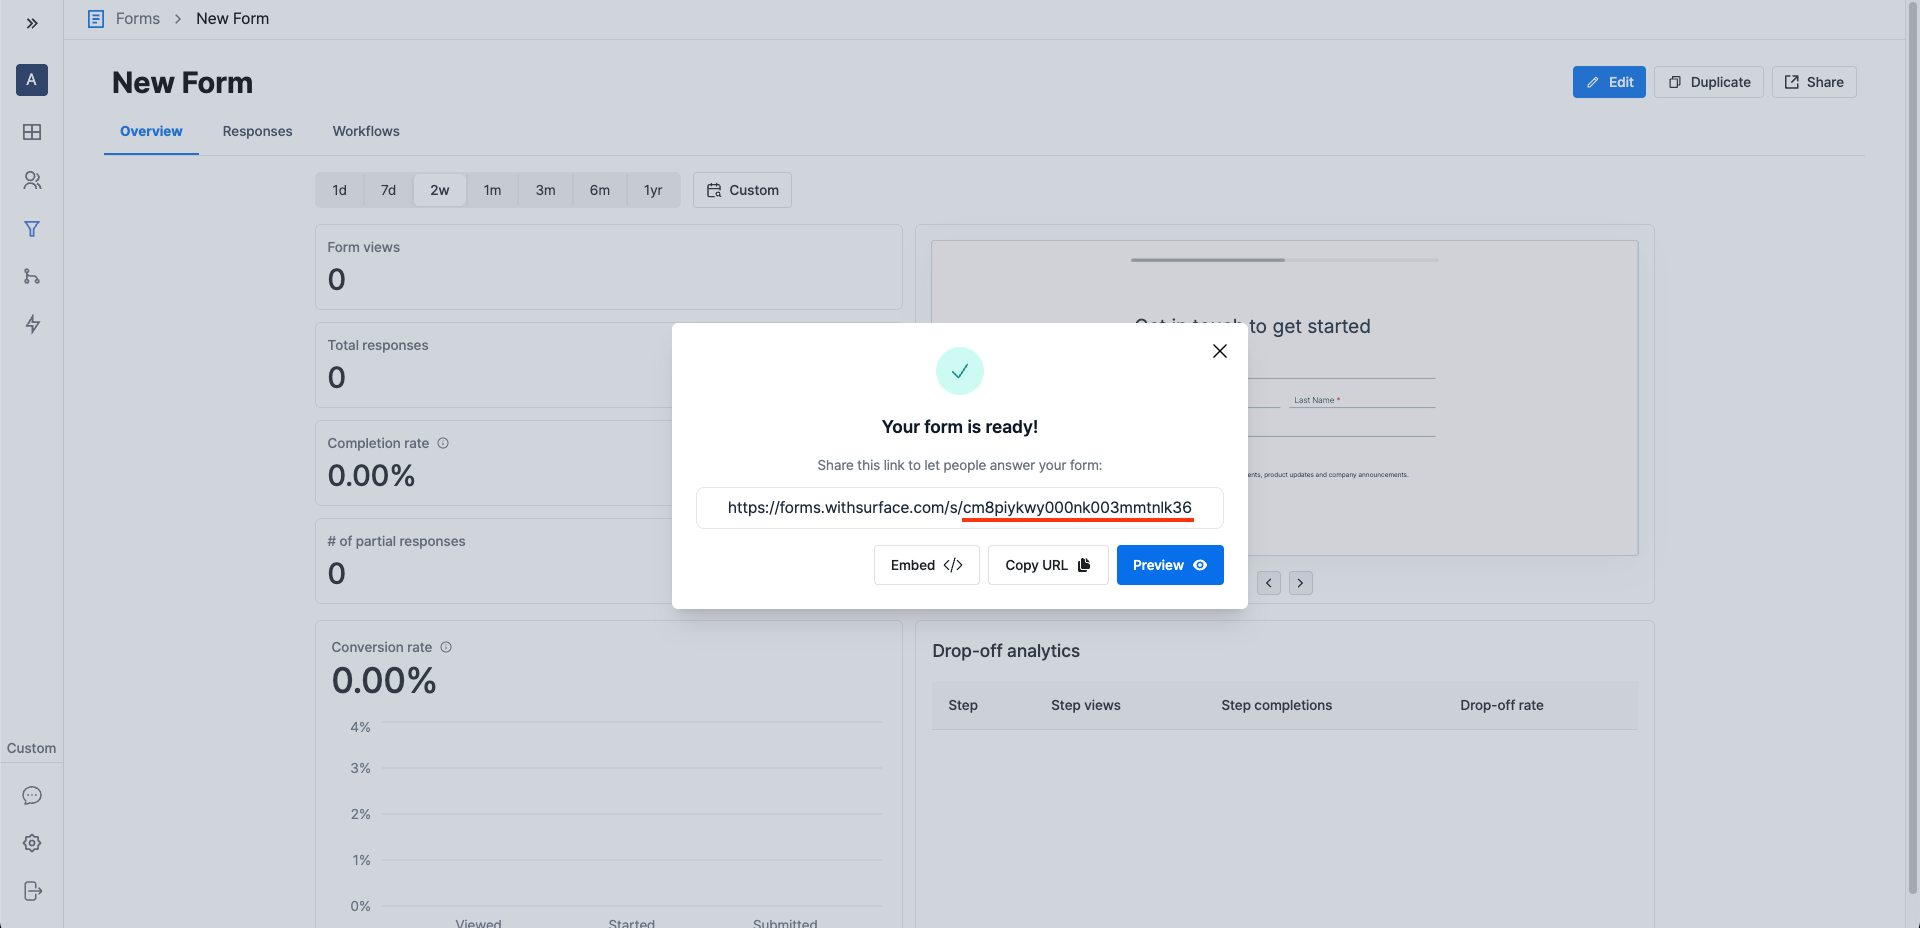 Forms > New Form
A
New Form
Edit
Duplicate
Share
Overview
Responses
Workflows
1d 7d 2w 1m 3m 6m 1yr
Custom
Form views
0
Total responses
0
Completion rate
0.00%
# of partial responses
0
to get started
Last Name *
product updates and company announcements.
Your form is ready!
Share this link to let people answer your form:
https://forms.withsurface.com/s/cm8piykwy000nk003mmtnlk36
Embed </>
Copy URL
Preview
Conversion rate
0.00%
4%
3%
2%
1%
0%
Viewed Started Submitted
Drop-off analytics
Step Step views Step completions Drop-off rate
Custom